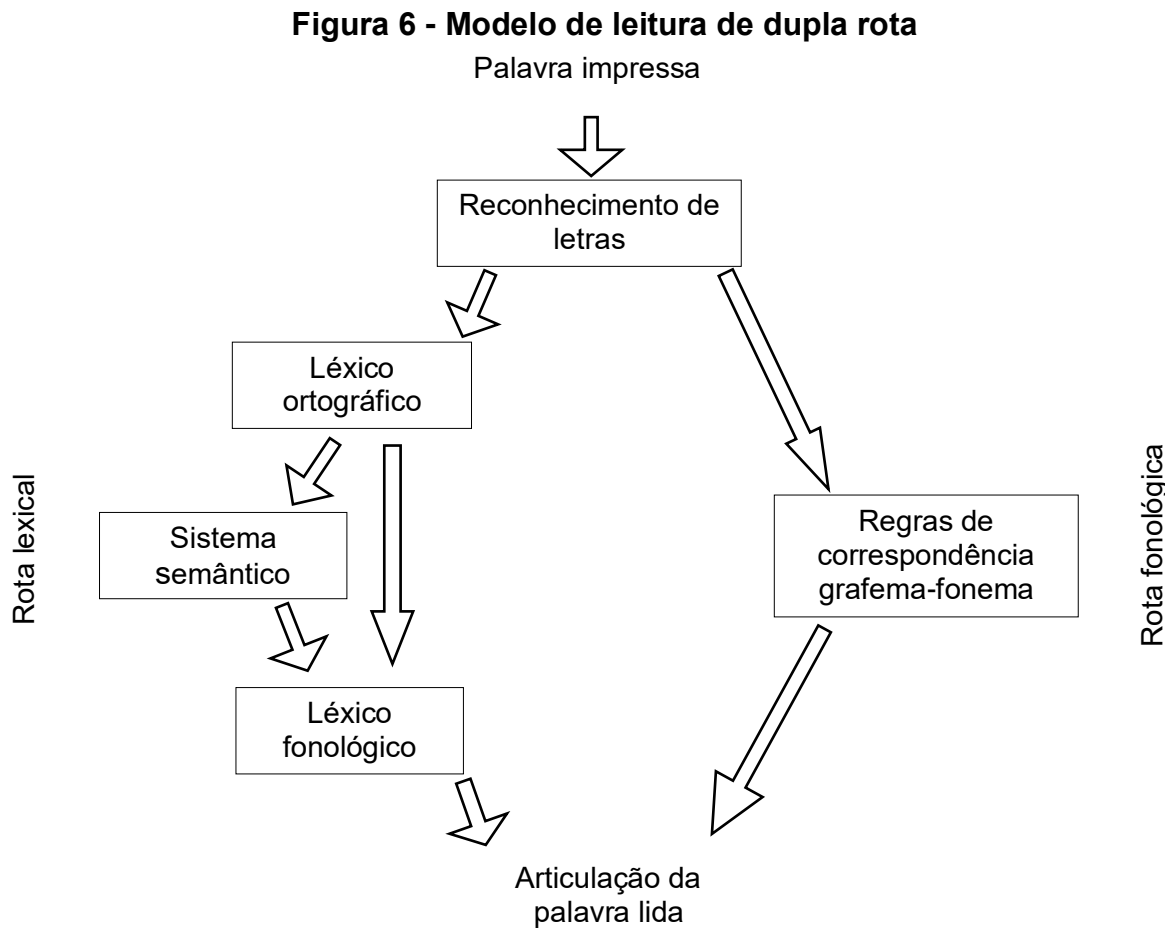 Figura 6 - Modelo de leitura de dupla rota
Palavra impressa
Reconhecimento de
letras
Léxico
ortográfico
Rota lexical
Sistema
semântico
Regras de
correspondência
grafema-fonema
Rota fonológica
Léxico
fonológico
Articulação da
palavra lida